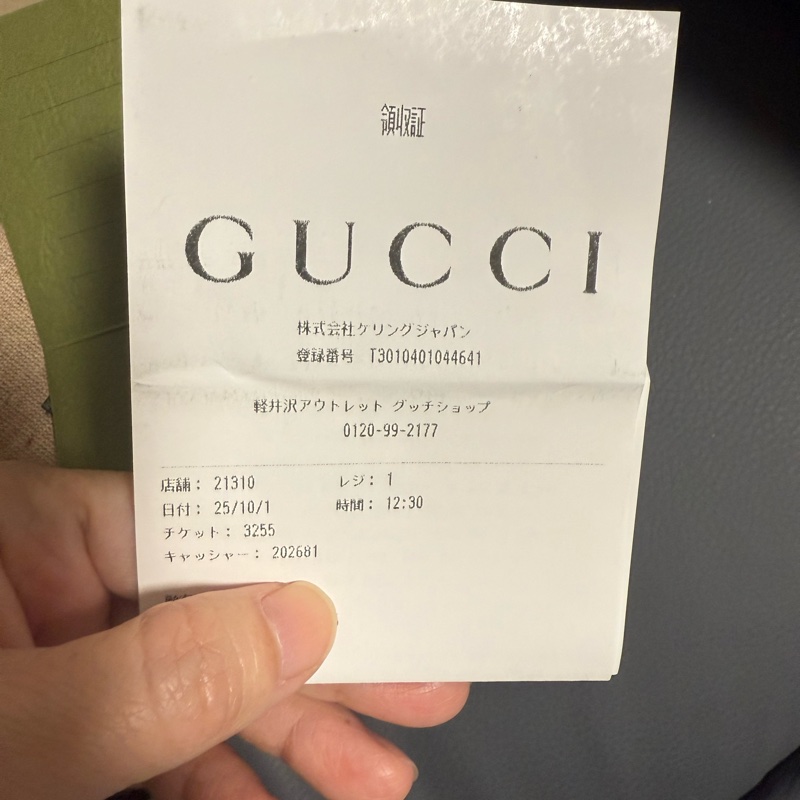 領収証
GUCCI
株式会社ケリングジャパン
登録番号 T3010401044641
軽井沢アウトレット グッチショップ
0120-99-2177
店舗: 21310 レジ: 1
日付: 25/10/1 時間: 12:30
チケット: 3255
キャッシャー: 202681